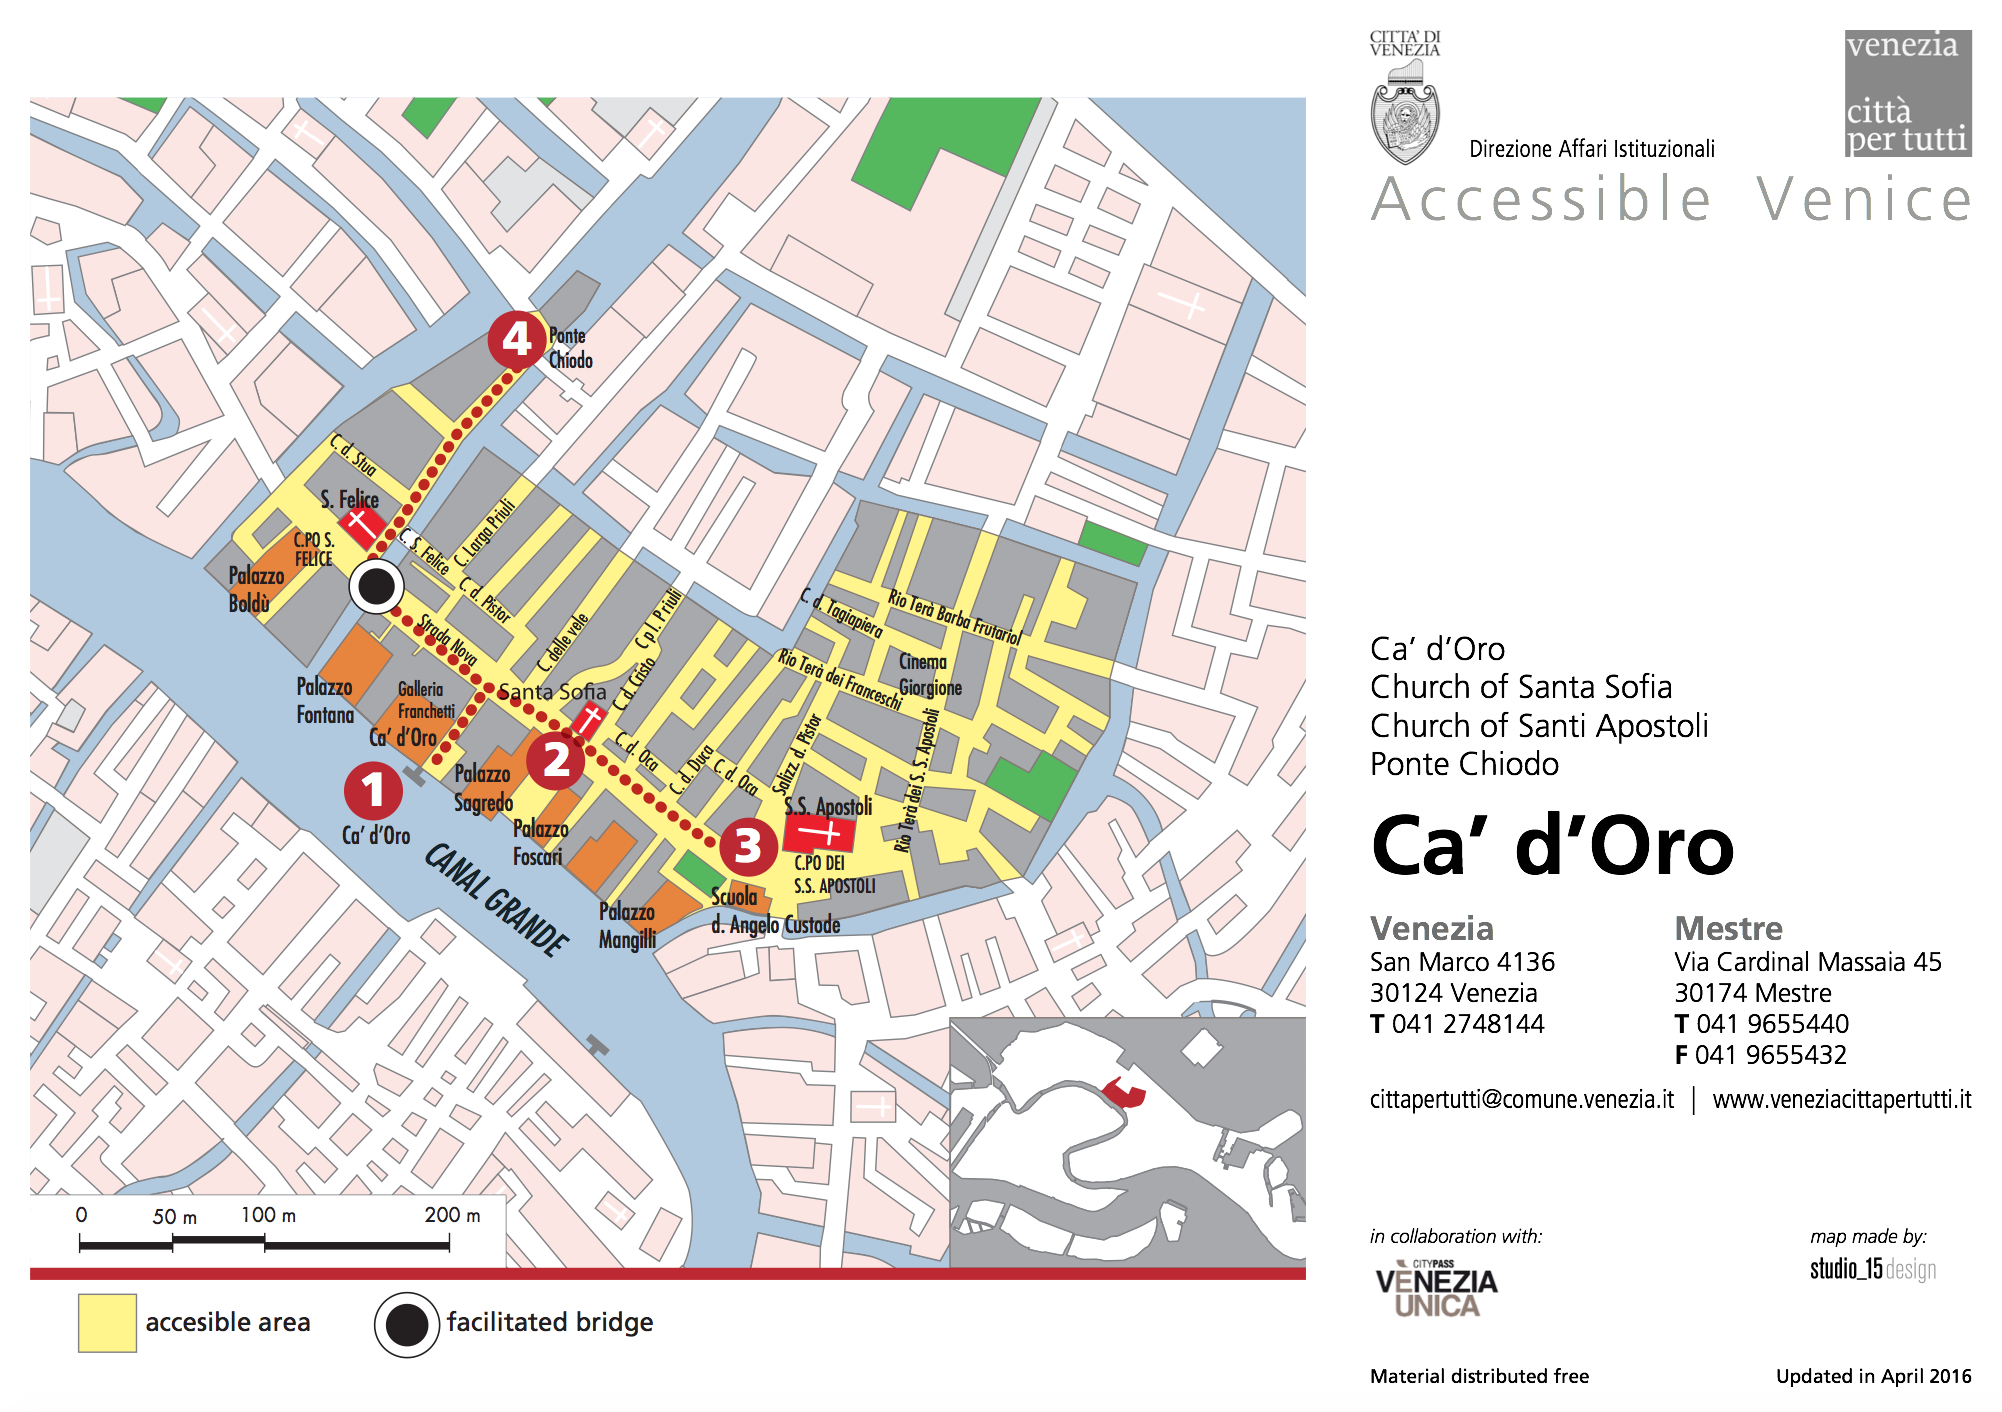 CITTA' DI
VENEZIA
Direzione Affari Istituzionali
venezia
città
per tutti
Accessible Venice
4
Ponte
Chiodo
C. d. Stua
S. Felice
C.PO S.
FELICE
C. S. Felice
C. Larga Priuli
C. d. Pistor
Palazzo
Boldù
Strada Nova
C. delle vele
C p l. Priuli
C. d. Cristo
Santa Sofia
Palazzo
Fontana
Galleria
Franchetti
Ca' d'Oro
1
Ca' d'Oro
2
Palazzo
Sagredo
Palazzo
Foscari
C. d. Oca
C. d. Duca
C. d. Oca
Salizz. d. Pistor
C. d. Tagiapiera
Rio Terà Barba Frutariol
Rio Terà dei Franceschi
Cinema
Giorgione
Rio Terà dei S. S. Apostoli
S.S. Apostoli
3
C.PO DEI
S.S. APOSTOLI
Scuola
d. Angelo Custode
Palazzo
Mangilli
CANAL GRANDE
0 50 m 100 m 200 m
accesible area
facilitated bridge
Ca' d'Oro
Church of Santa Sofia
Church of Santi Apostoli
Ponte Chiodo
Ca' d'Oro
Venezia
San Marco 4136
30124 Venezia
T 041 2748144
Mestre
Via Cardinal Massaia 45
30174 Mestre
T 041 9655440
F 041 9655432
cittapertutti@comune.venezia.it | www.veneziacittapertutti.it
in collaboration with:
CITYPASS
VENEZIA
UNICA
map made by:
studio_15design
Material distributed free
Updated in April 2016